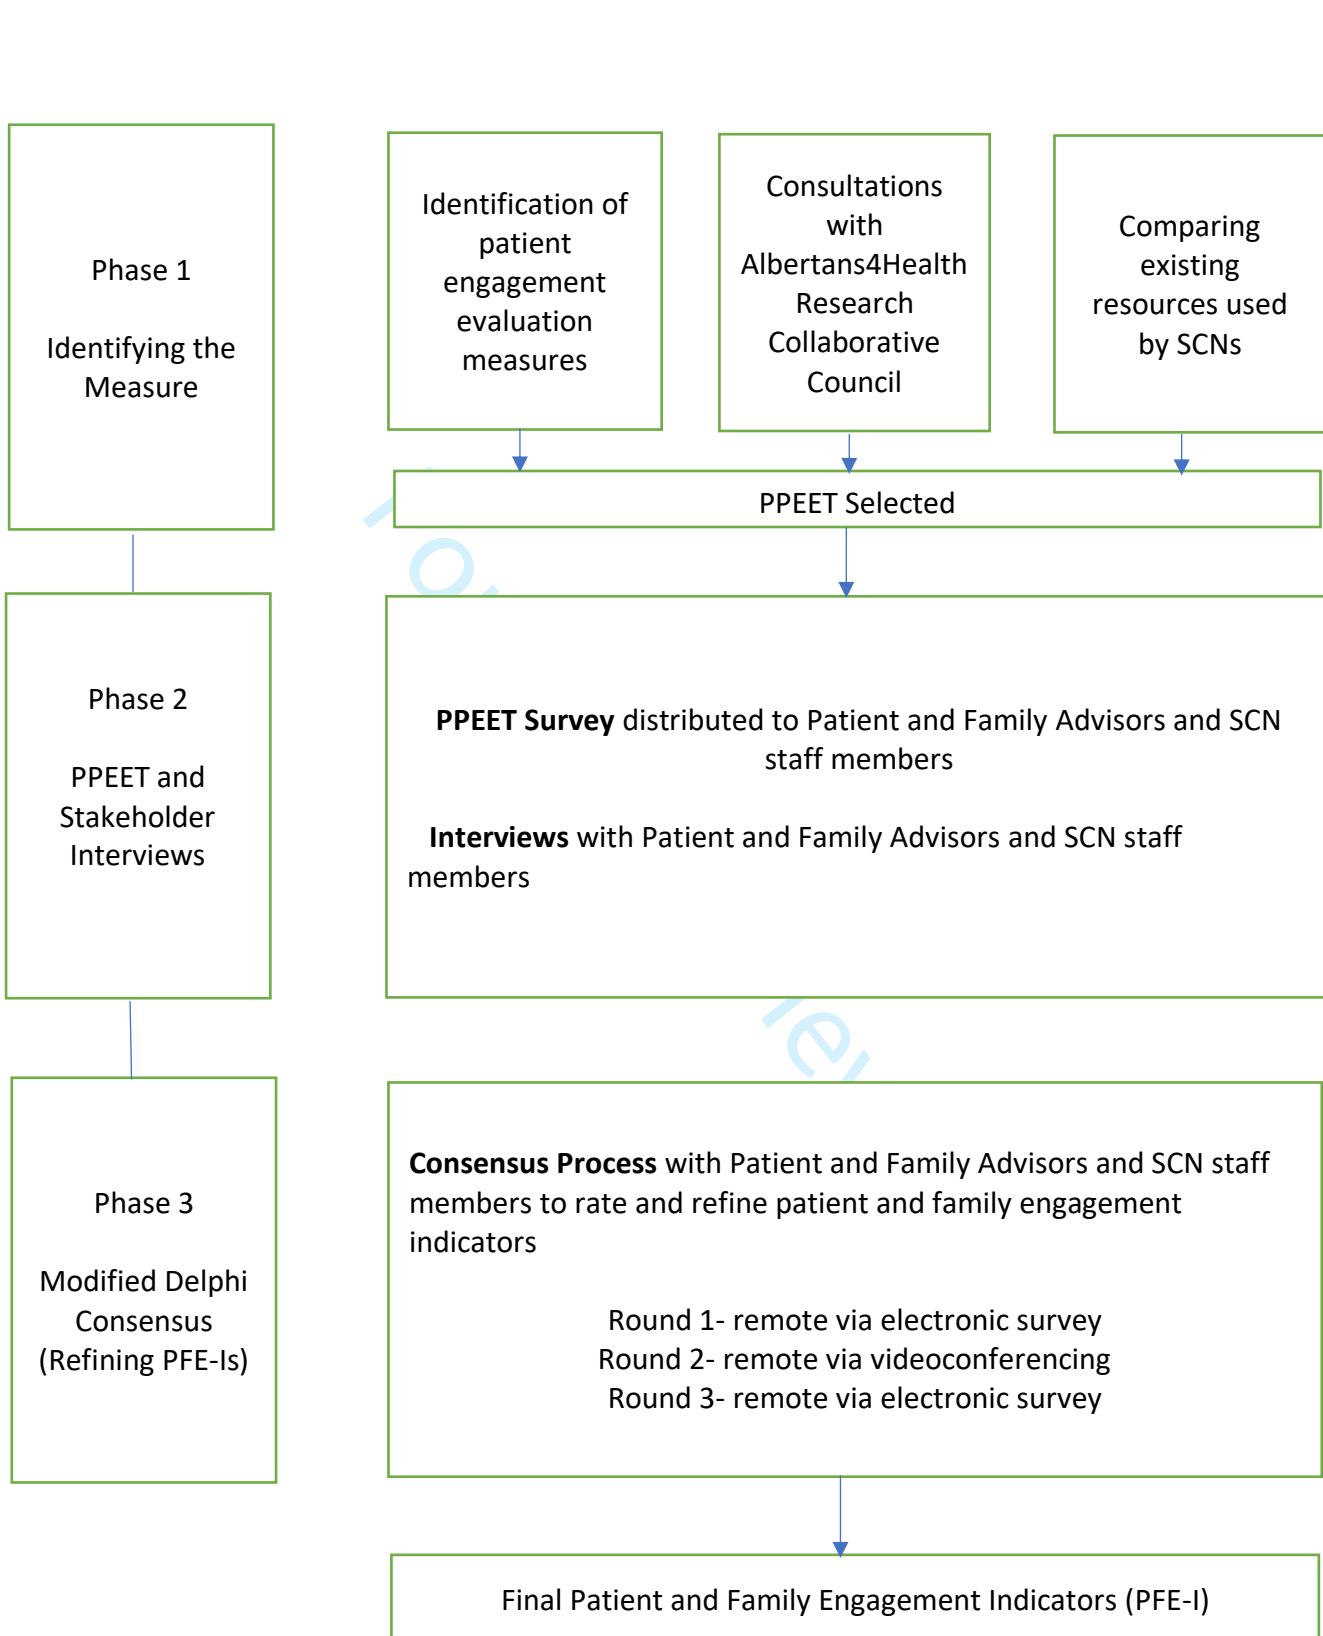 Phase 1
Identifying the
Measure
Identification of
patient
engagement
evaluation
measures
Consultations
with
Albertans4Health
Research
Collaborative
Council
Comparing
existing
resources used
by SCNs
PPEET Selected
Phase 2
PPEET and
Stakeholder
Interviews
PPEET Survey distributed to Patient and Family Advisors and SCN
staff members
Interviews with Patient and Family Advisors and SCN staff
members
Phase 3
Modified Delphi
Consensus
(Refining PFE-Is)
Consensus Process with Patient and Family Advisors and SCN staff
members to rate and refine patient and family engagement
indicators
Round 1- remote via electronic survey
Round 2- remote via videoconferencing
Round 3- remote via electronic survey
Final Patient and Family Engagement Indicators (PFE-I)